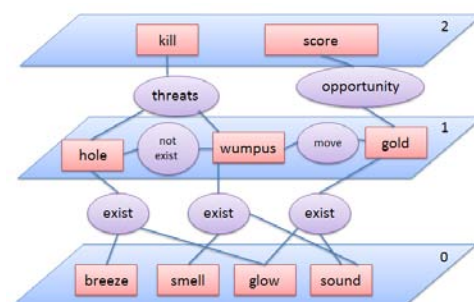 2
kill
score
threats
opportunity
1
hole
not
exist
wumpus
move
gold
exist
exist
exist
0
breeze
smell
glow
sound